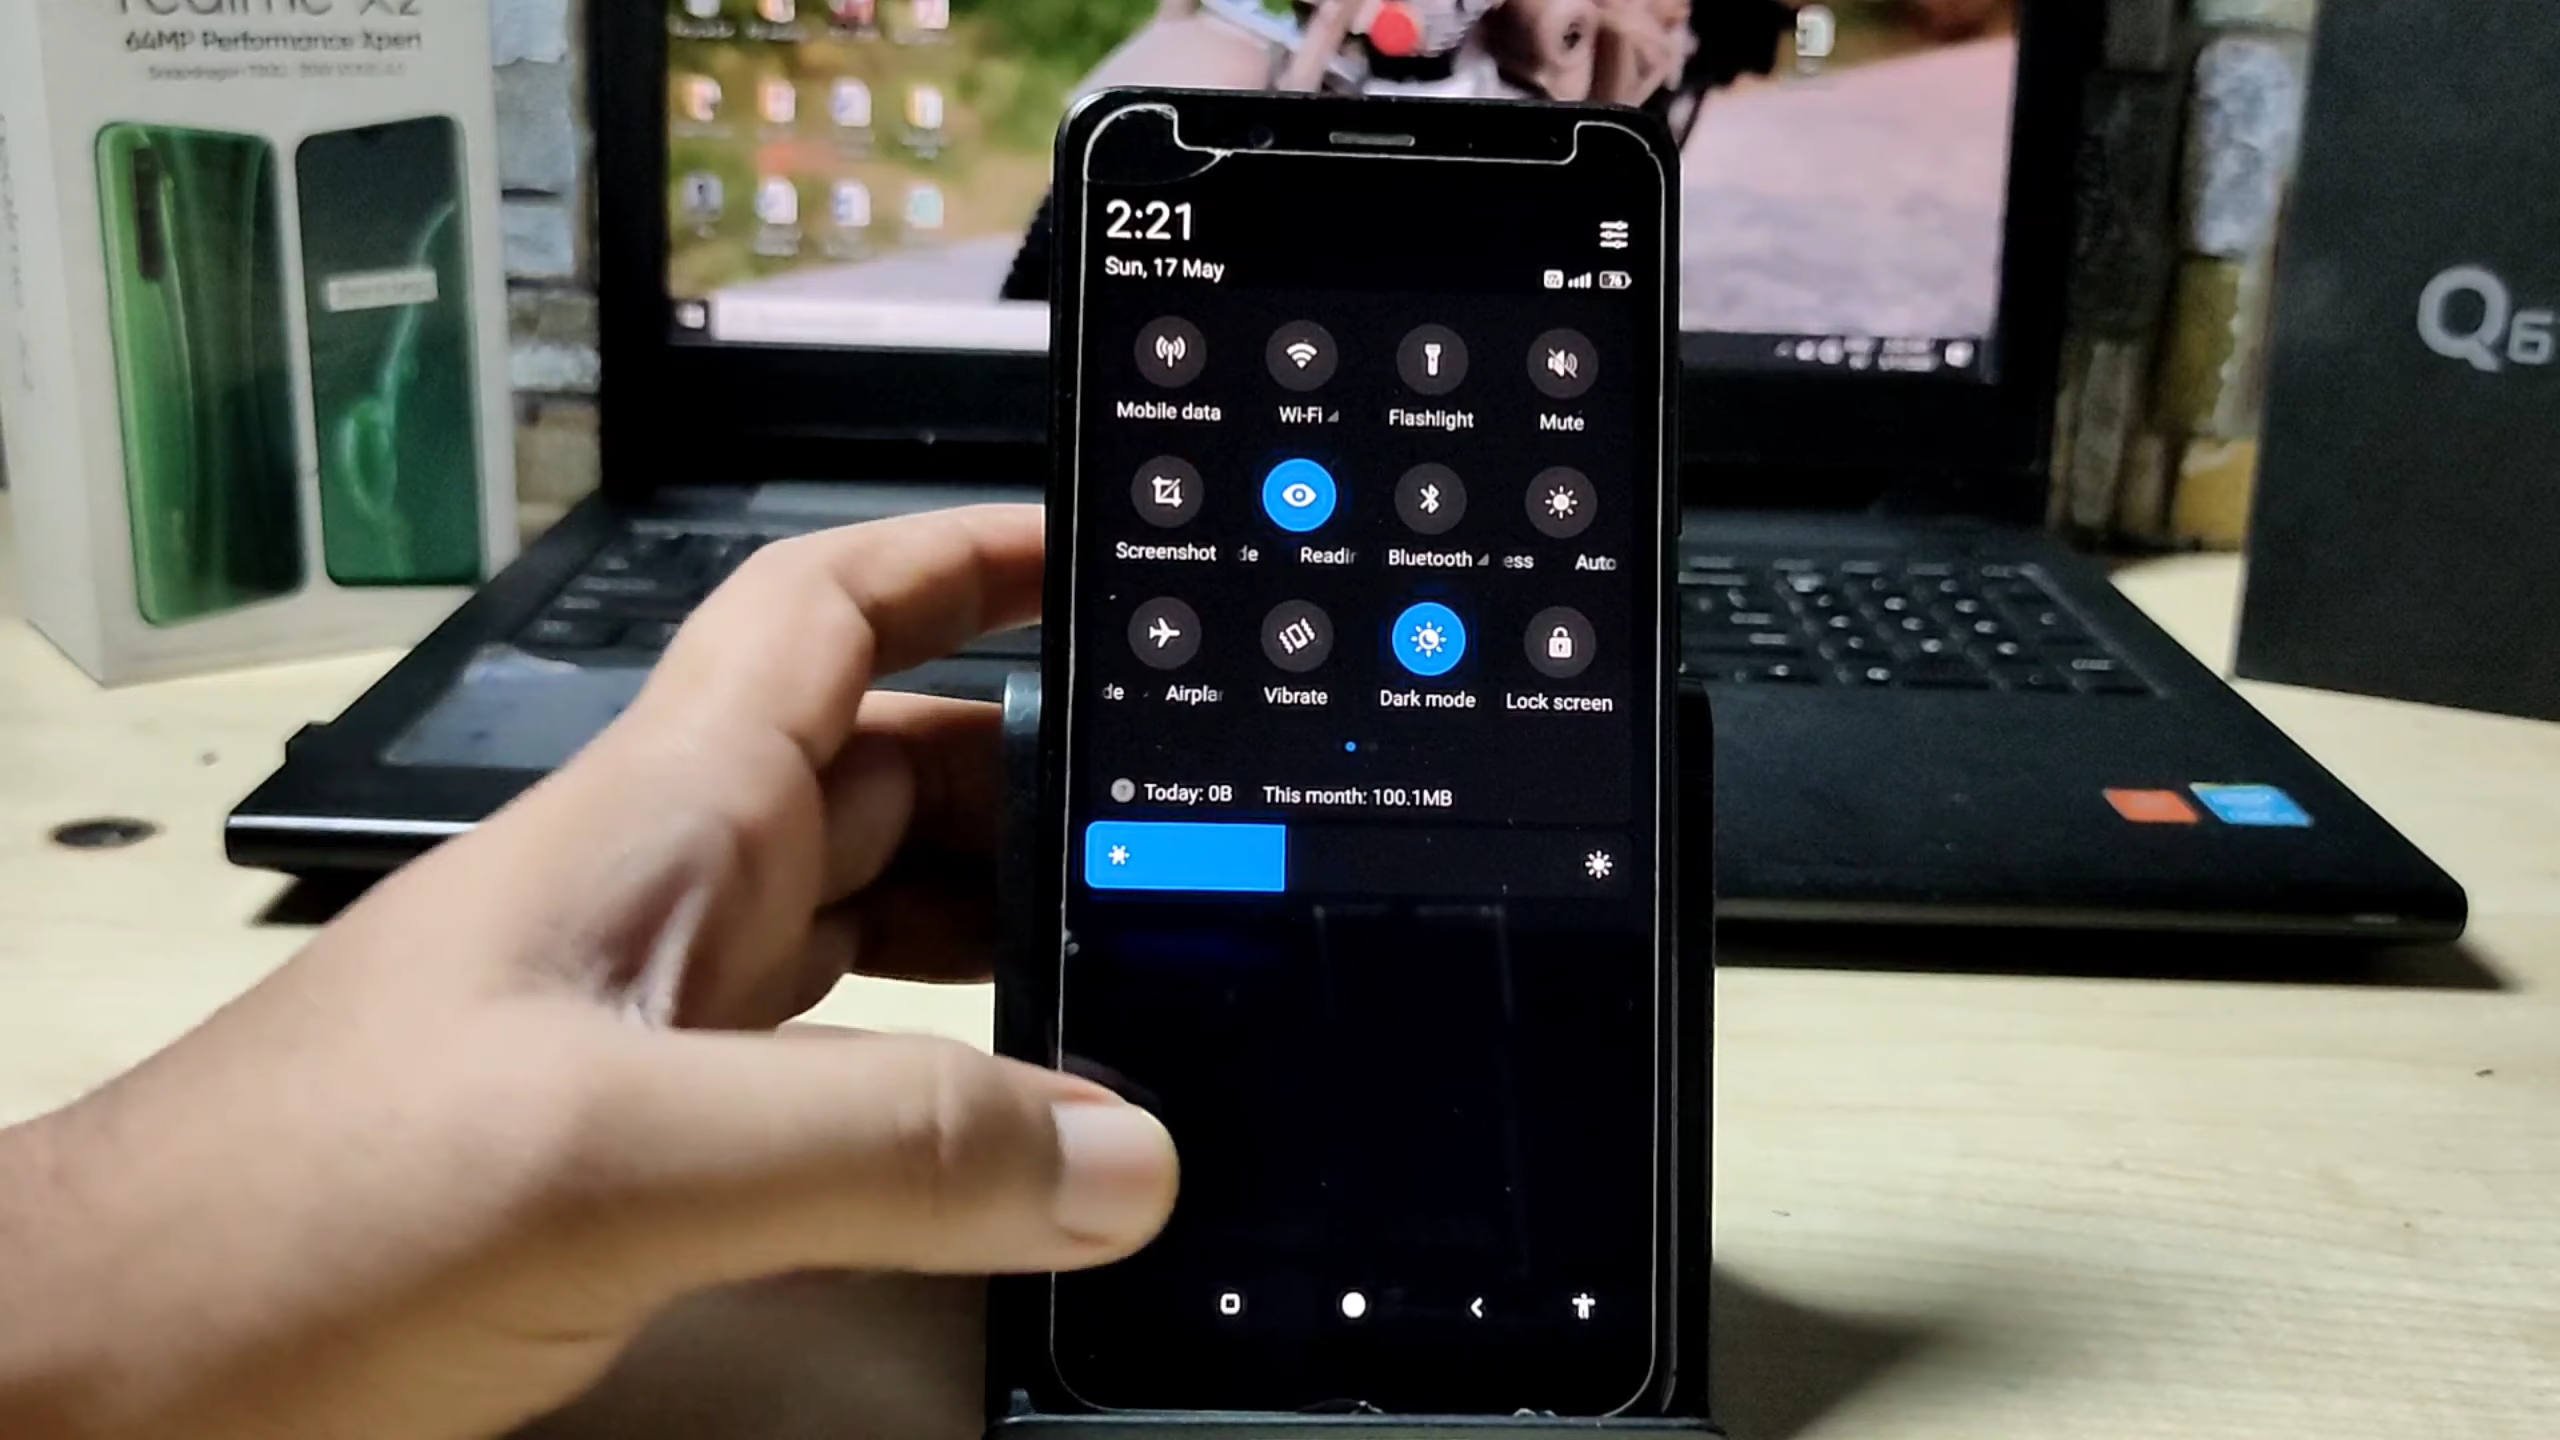 realme X2
64MP Performance Xpert
Q6
2:21
Sun, 17 May
76
Mobile data
Wi-Fi
Flashlight
Mute
Screenshot
de Readir
Bluetooth
ess Auto
de Airplar
Vibrate
Dark mode
Lock screen
Today: 0B This month: 100.1MB